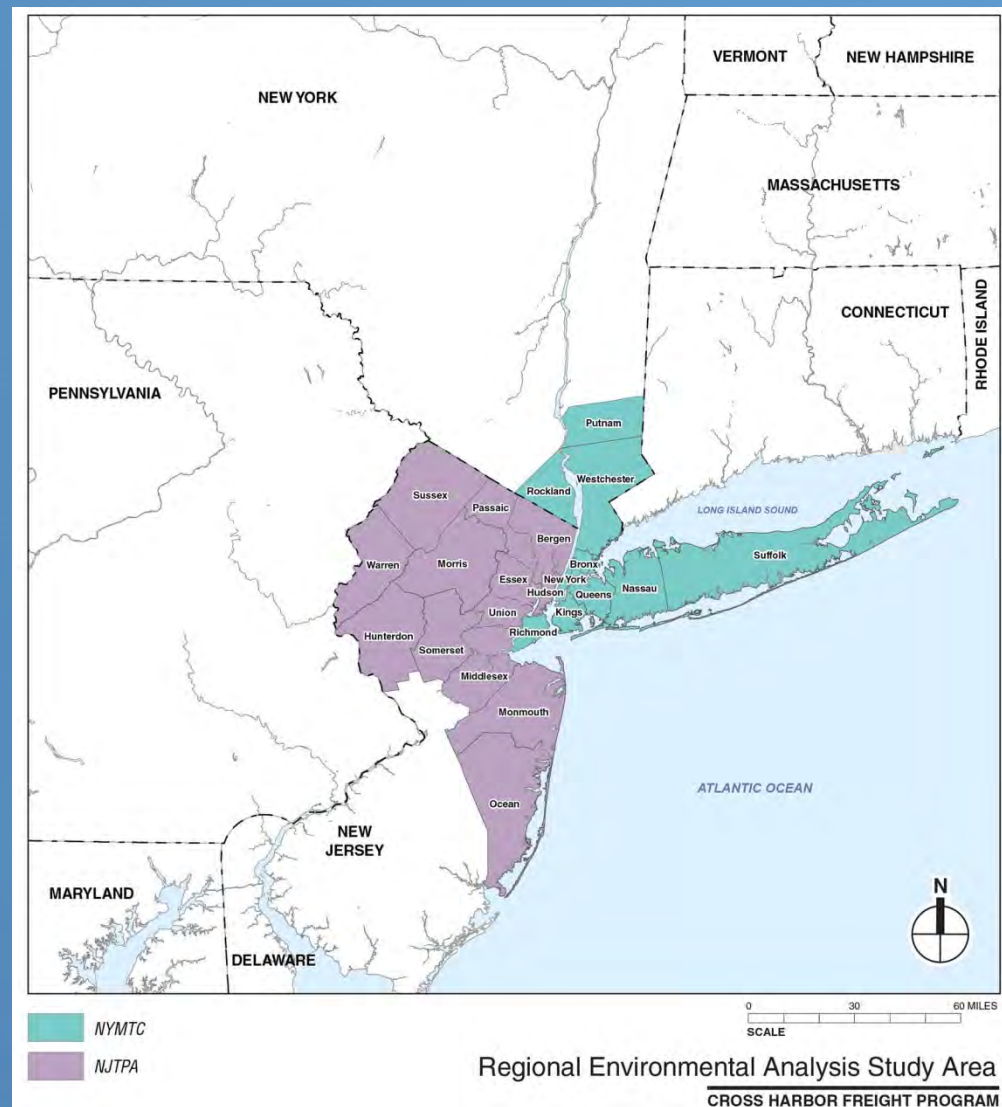 VERMONT
NEW HAMPSHIRE
NEW YORK
MASSACHUSETTS
CONNECTICUT
RHODE ISLAND
PENNSYLVANIA
Putnam
Westchester
Rockland
Sussex
Passaic
LONG ISLAND SOUND
Bergen
Suffolk
Warren
Morris
Bronx
Essex
New York
Nassau
Hudson
Queens
Union
Kings
Richmond
Hunterdon
Somerset
Middlesex
Monmouth
ATLANTIC OCEAN
Ocean
NEW
JERSEY
MARYLAND
N
DELAWARE
0 30 60 MILES
SCALE
NYMTC
NJTPA
Regional Environmental Analysis Study Area
CROSS HARBOR FREIGHT PROGRAM